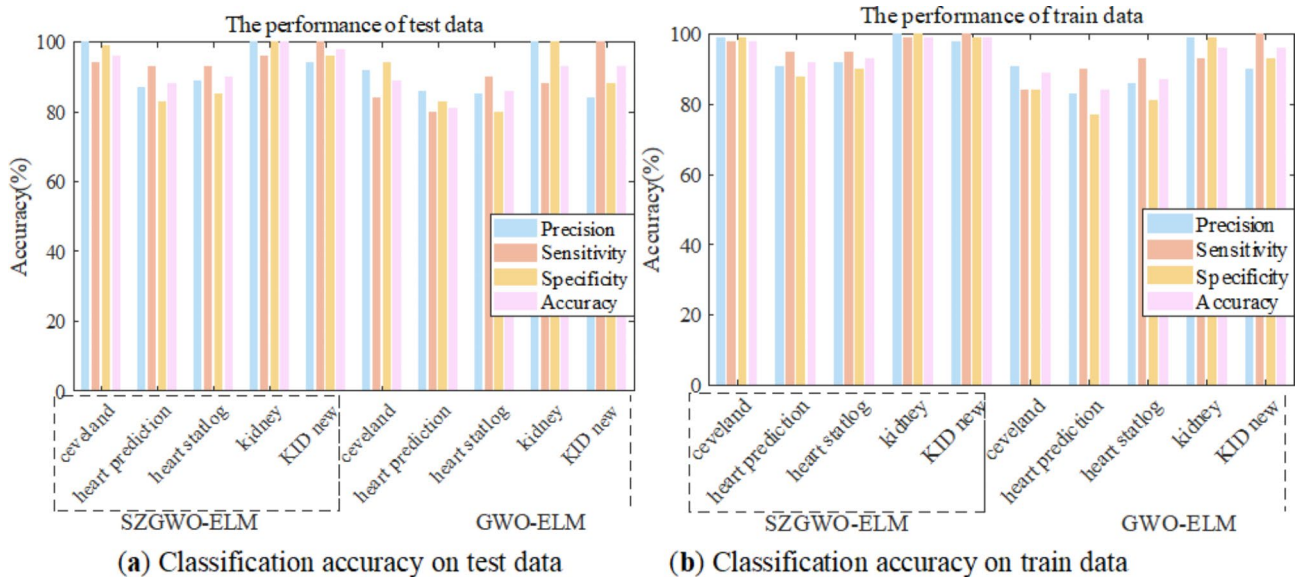 The performance of test data
100
80
60
40
20
0
Accuracy(%)
Precision
Sensitivity
Specificity
Accuracy
ceveland
heart prediction
heart statlog
kidney
KID new
ceveland
heart prediction
heart statlog
kidney
KID new
SZGWO-ELM
GWO-ELM
(a) Classification accuracy on test data
The performance of train data
100
80
60
40
20
0
Accuracy(%)
Precision
Sensitivity
Specificity
Accuracy
ceveland
heart prediction
heart statlog
kidney
KID new
ceveland
heart prediction
heart statlog
kidney
KID new
SZGWO-ELM
GWO-ELM
(b) Classification accuracy on train data